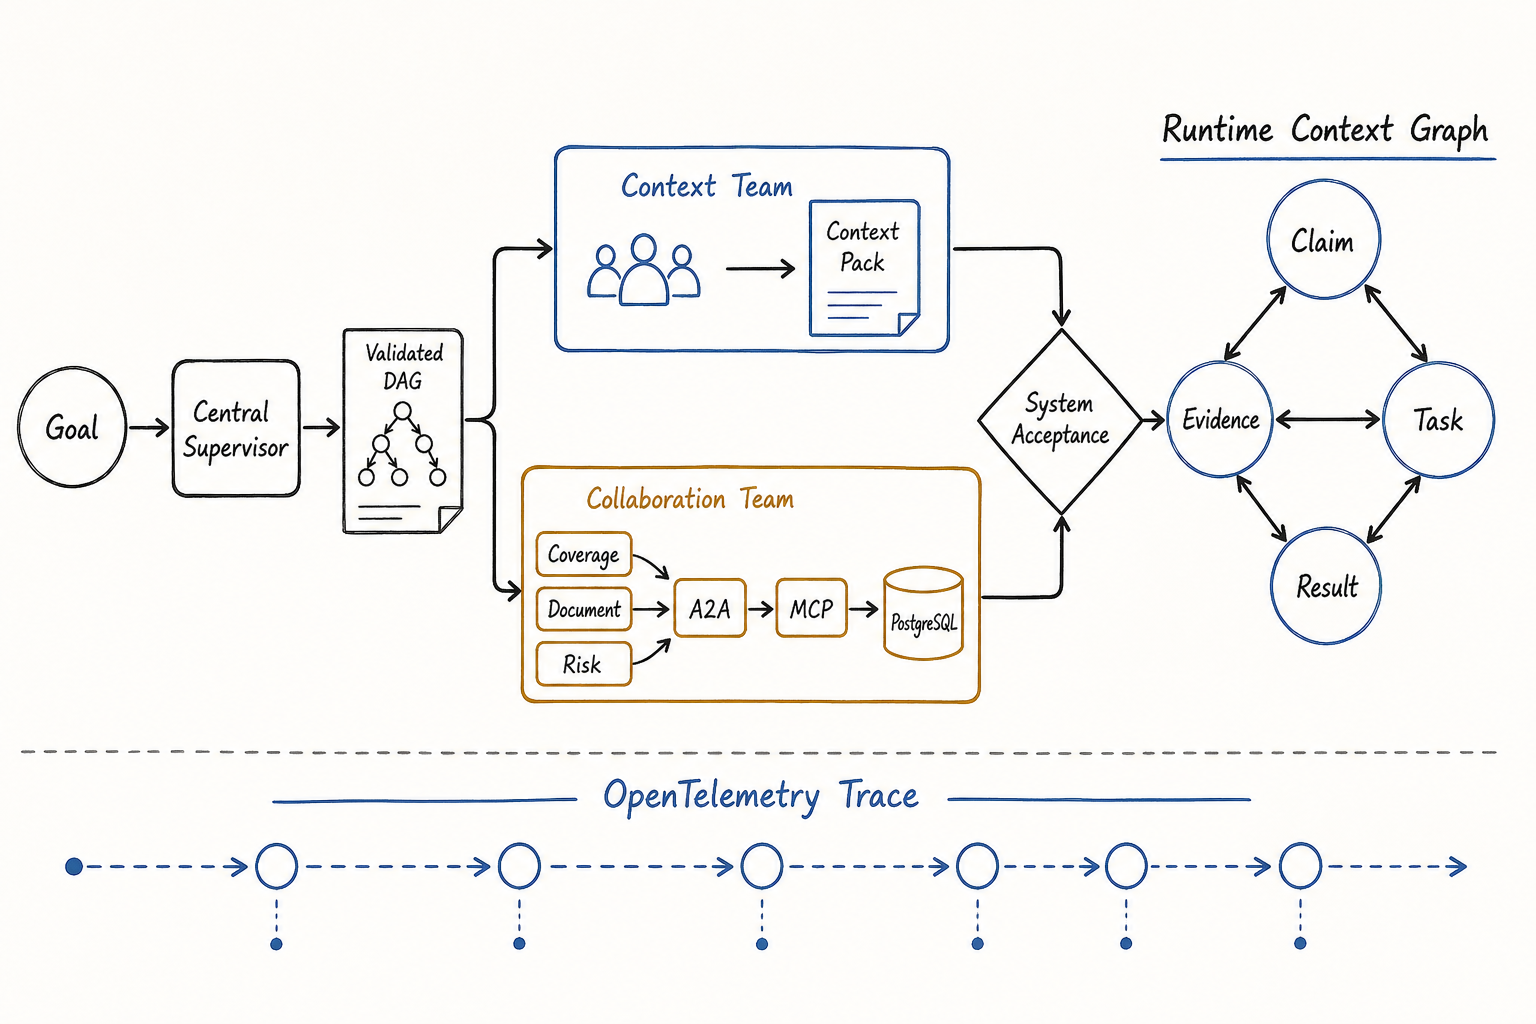 Runtime Context Graph
Context Team
Context
Pack
Claim
Validated
DAG
Goal
Central
Supervisor
System
Acceptance
Evidence
Task
Collaboration Team
Coverage
Document
Risk
A2A
MCP
PostgreSQL
Result
OpenTelemetry Trace